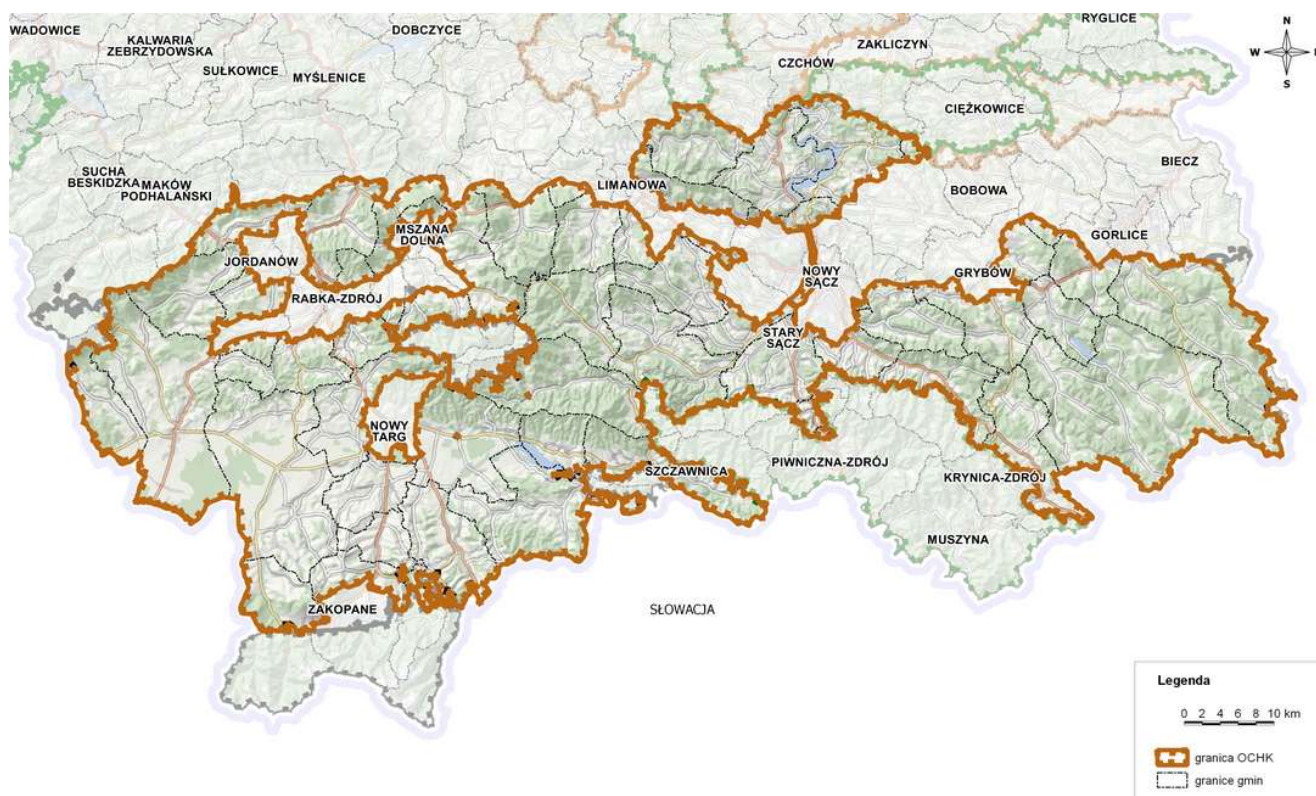 WADOWICE
KALWARIA
ZEBRZYDOWSKA
DOBCZYCE
SUŁKOWICE
MYŚLENICE
RYGLICE
ZAKLICZYN
CZCHÓW
CIĘŻKOWICE
N
W
S
SUCHA
BESKIDZKA
MAKÓW
PODHALAŃSKI
LIMANOWA
BIECZ
BOBOWA
MSZANA
DOLNA
JORDANÓW
RABKA-ZDRÓJ
NOWY
SĄCZ
GRYBÓW
GORLICE
STARY
SĄCZ
NOWY
TARG
SZCZAWNICA
PIWNICZNA-ZDRÓJ
KRYNICA-ZDRÓJ
MUSZYNA
ZAKOPANE
SŁOWACJA
Legenda
0 2 4 6 8 10 km
granica OCHK
granice gmin